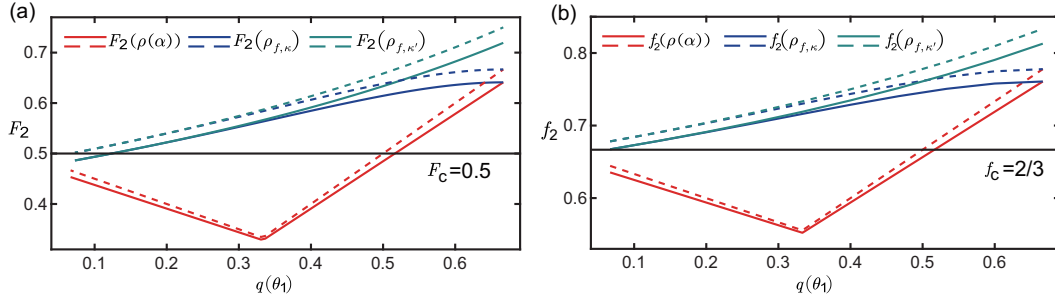 (a)
F₂(ρ(α)) F₂(ρf,κ) F₂(ρf,κ′)
0.7
0.6
F₂
0.5
Fc=0.5
0.4
0.1 0.2 0.3 0.4 0.5 0.6
q(θ1)
(b)
f₂(ρ(α)) f₂(ρf,κ) f₂(ρf,κ′)
0.8
0.7
f₂
fc=2/3
0.6
0.1 0.2 0.3 0.4 0.5 0.6
q(θ1)